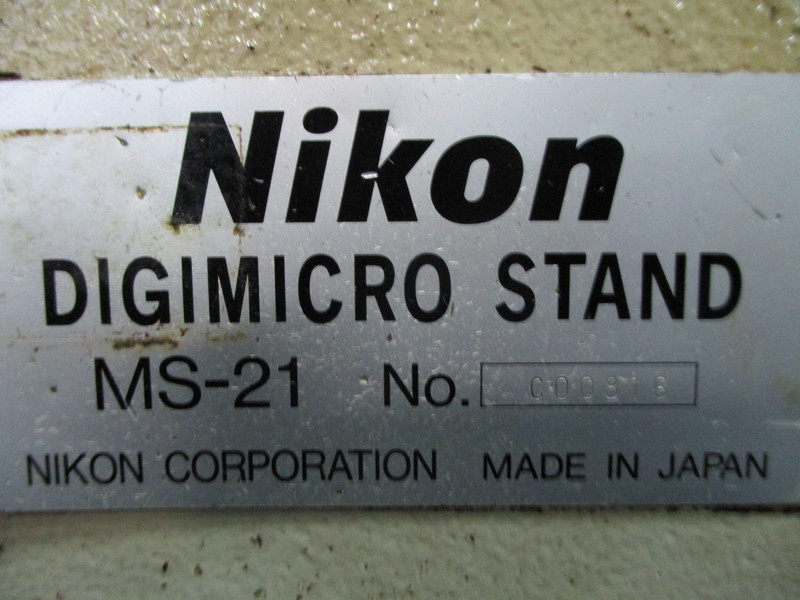 Nikon
DIGIMICRO STAND
MS-21 No.
NIKON CORPORATION MADE IN JAPAN